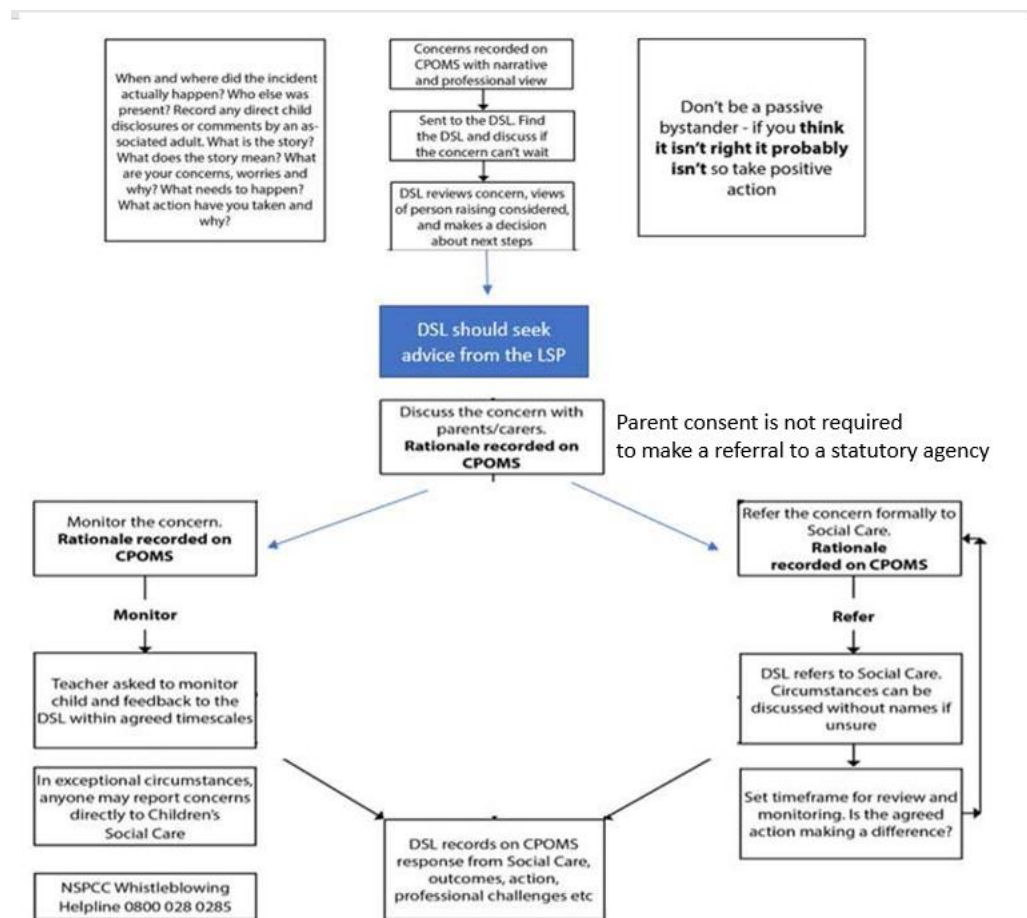 When and where did the incident
actually happen? Who else was
present? Record any direct child
disclosures or comments by an as-
sociated adult. What is the story?
What does the story mean? What
are your concerns, worries and
why? What needs to happen?
What action have you taken and
why?
Concerns recorded on
CPOMS with narrative
and professional view
Sent to the DSL. Find
the DSL and discuss if
the concern can't wait
DSL reviews concern, views
of person raising considered,
and makes a decision
about next steps
Don't be a passive
bystander - if you think
it isn't right it probably
isn't so take positive
action
DSL should seek
advice from the LSP
Discuss the concern with
parents/carers.
Rationale recorded on
CPOMS
Parent consent is not required
to make a referral to a statutory agency
Monitor the concern.
Rationale recorded on
CPOMS
Monitor
Teacher asked to monitor
child and feedback to the
DSL within agreed timescales
In exceptional circumstances,
anyone may report concerns
directly to Children's
Social Care
NSPCC Whistleblowing
Helpline 0800 028 0285
Refer the concern formally to
Social Care.
Rationale
recorded on CPOMS
Refer
DSL refers to Social Care.
Circumstances can be
discussed without names if
unsure
Set timeframe for review and
monitoring. Is the agreed
action making a difference?
DSL records on CPOMS
response from Social Care,
outcomes, action,
professional challenges etc